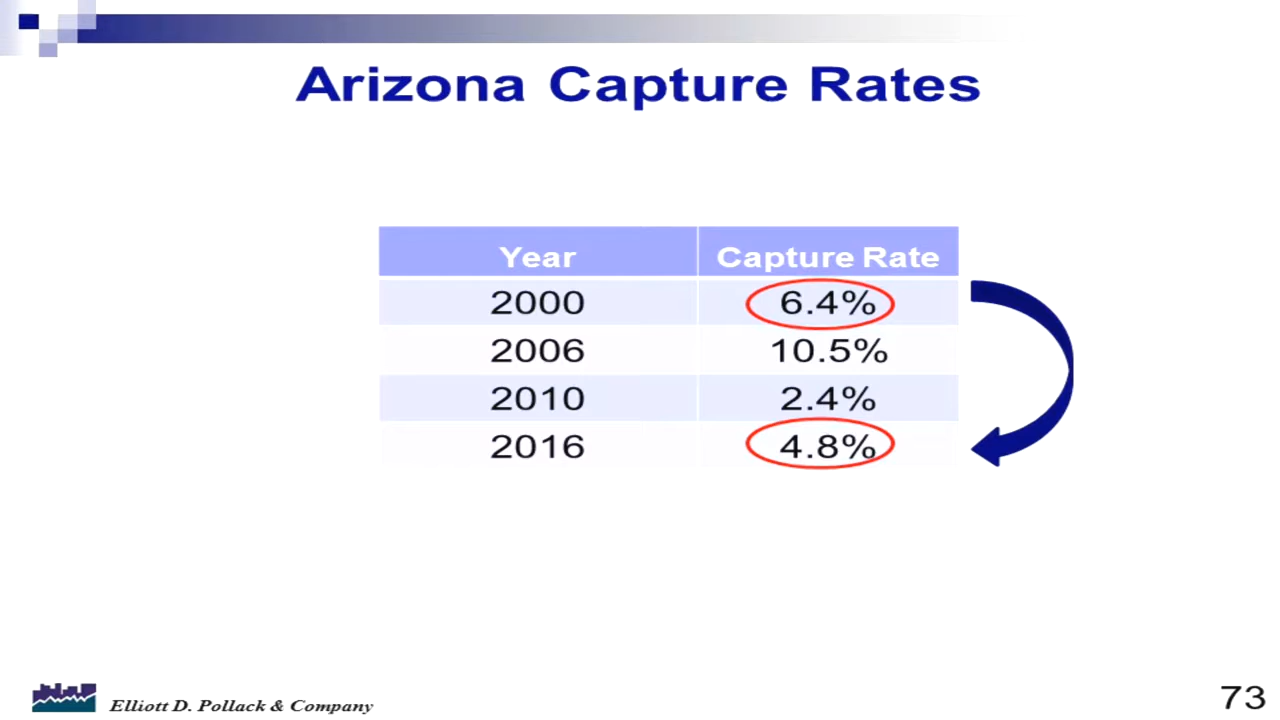 Arizona Capture Rates
Year Capture Rate
2000 6.4%
2006 10.5%
2010 2.4%
2016 4.8%
Elliott D. Pollack & Company 73